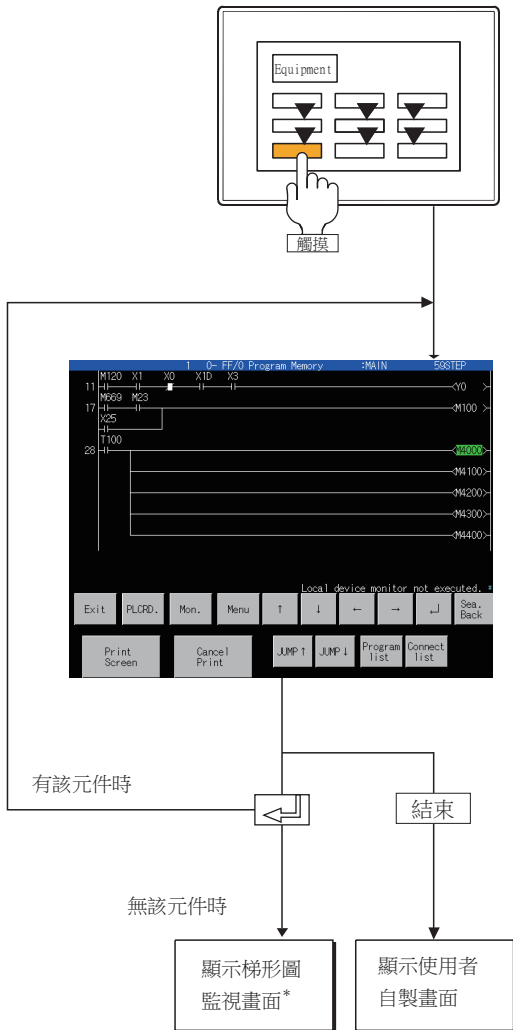 Equipment
觸摸
1 0- FF/0 Program Memory :MAIN 59STEP
M120 X1 X0 X1D X3
11 Y0
M669 M23
17 M100
X25
T100
28 M4000
M4100
M4200
M4300
M4400
Local device monitor not executed. *
Exit PLCRD. Mon. Menu ↑ ↓ ← → ↵ Sea.
Back
Print
Screen
Cancel
Print
JUMP↑ JUMP↓ Program
list
Connect
list
有該元件時
結束
無該元件時
顯示梯形圖
監視畫面*
顯示使用者
自製畫面